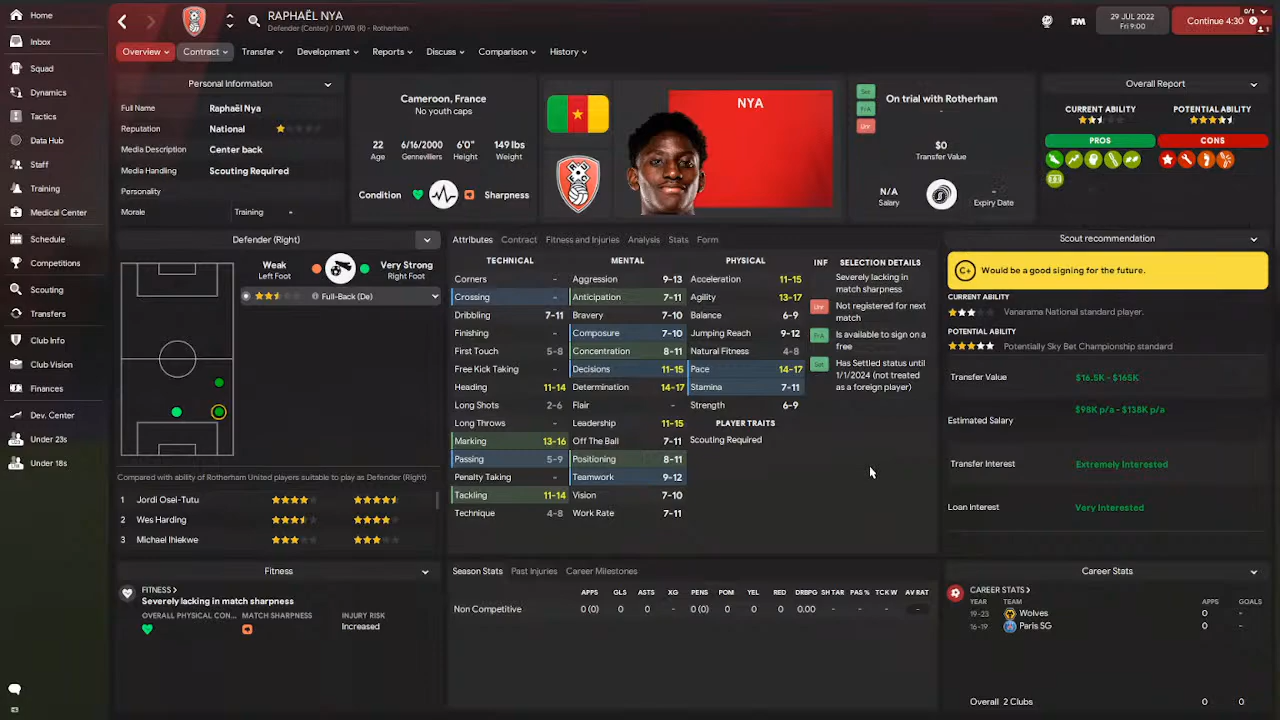 Home
Inbox
Squad
Dynamics
Tactics
Data Hub
Staff
Training
Medical Center
Schedule
Competitions
Scouting
Transfers
Club Info
Club Vision
Finances
Dev. Center
Under 23s
Under 18s
RAPHAËL NYA
Defender (Center) / D/WB (R) - Rotherham
FM
29 JUL 2022
Fri 9:00
Continue 4:30
0/1
1
Overview Contract Transfer Development Reports Discuss Comparison History
Personal Information
Full Name Raphaël Nya
Reputation National
Media Description Center back
Media Handling Scouting Required
Personality
Morale Training -
Cameroon, France
No youth caps
22 6/16/2000 6'0" 149 lbs
Age Gennevilliers Height Weight
Condition Sharpness
NYA
Set
F/A
Unr
On trial with Rotherham
-
$0
Transfer Value
N/A -
Salary Expiry Date
Overall Report
CURRENT ABILITY POTENTIAL ABILITY
PROS CONS
Defender (Right)
Weak Very Strong
Left Foot Right Foot
Full-Back (De)
Compared with ability of Rotherham United players suitable to play as Defender (Right)
1 Jordi Osei-Tutu
2 Wes Harding
3 Michael Ihiekwe
Attributes Contract Fitness and Injuries Analysis Stats Form
TECHNICAL MENTAL PHYSICAL
Corners - Aggression 9-13 Acceleration 11-15
Crossing - Anticipation 7-11 Agility 13-17
Dribbling 7-11 Bravery 7-10 Balance 6-9
Finishing - Composure 7-10 Jumping Reach 9-12
First Touch 5-8 Concentration 8-11 Natural Fitness 4-8
Free Kick Taking - Decisions 11-15 Pace 14-17
Heading 11-14 Determination 14-17 Stamina 7-11
Long Shots 2-6 Flair - Strength 6-9
Long Throws - Leadership 11-15
Marking 13-16 Off The Ball 7-11
Passing 5-9 Positioning 8-11
Penalty Taking - Teamwork 9-12
Tackling 11-14 Vision 7-10
Technique 4-8 Work Rate 7-11
PLAYER TRAITS
Scouting Required
INF SELECTION DETAILS
Severely lacking in
match sharpness
Unr Not registered for next
match
F/A Is available to sign on a
free
Set Has Settled status until
1/1/2024 (not treated
as a foreign player)
Scout recommendation
C+ Would be a good signing for the future.
CURRENT ABILITY
Vanarama National standard player.
POTENTIAL ABILITY
Potentially Sky Bet Championship standard
Transfer Value $16.5K - $165K
Estimated Salary $98K p/a - $138K p/a
Transfer Interest Extremely Interested
Loan Interest Very Interested
Fitness
FITNESS
Severely lacking in match sharpness
OVERALL PHYSICAL CON... MATCH SHARPNESS INJURY RISK
Increased
Season Stats Past Injuries Career Milestones
APPS GLS ASTS XG PENS POM YEL RED DRBPG SH TAR PAS % TCK W AV RAT
Non Competitive 0 (0) 0 0 - 0 (0) 0 0 0 0.00 - - - -
Career Stats
CAREER STATS
YEAR TEAM APPS GOALS
19-23 Wolves 0 -
16-19 Paris SG 0 -
Overall 2 Clubs 0 0